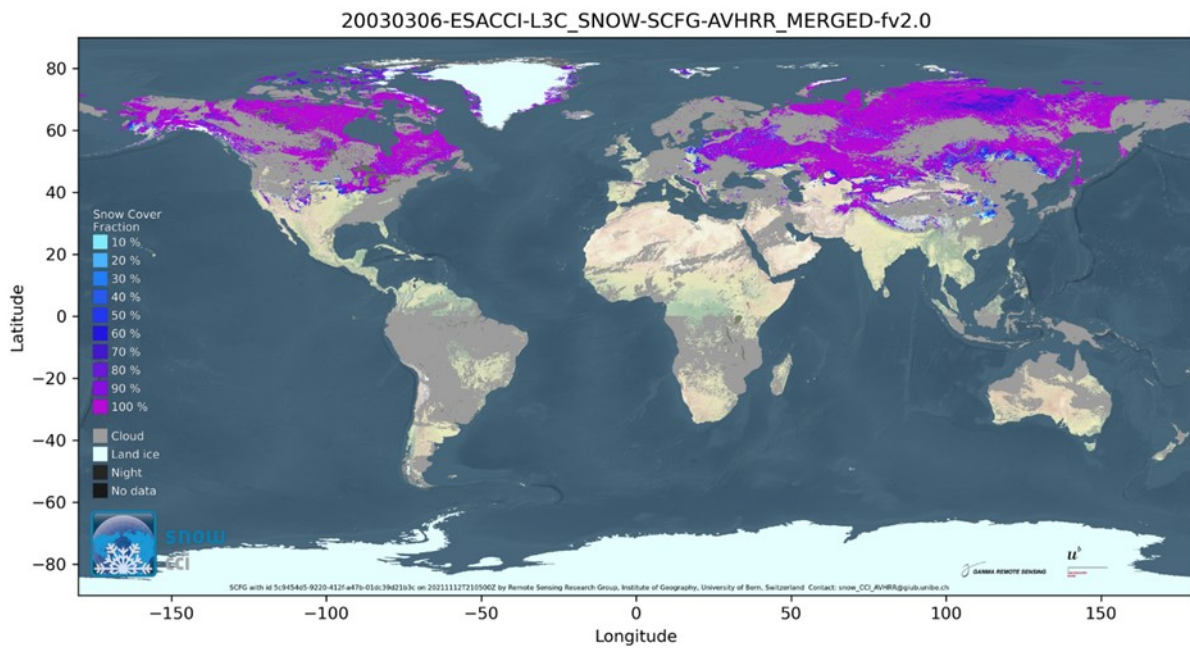 20030306-ESACCI-L3C_SNOW-SCFG-AVHRR_MERGED-fv2.0
Latitude
80
60
40
20
0
−20
−40
−60
−80
Snow Cover
Fraction
10 %
20 %
30 %
40 %
50 %
60 %
70 %
80 %
90 %
100 %
Cloud
Land ice
Night
No data
snow
cci
GAMMA REMOTE SENSING
u
b
SCFG with id 5c9454d5-9220-412f-a47b-01dc39d21b3c on 20211112T210500Z by Remote Sensing Research Group, Institute of Geography, University of Bern, Switzerland Contact: snow_CCI_AVHRR@giub.unibe.ch
−150
−100
−50
0
50
100
150
Longitude